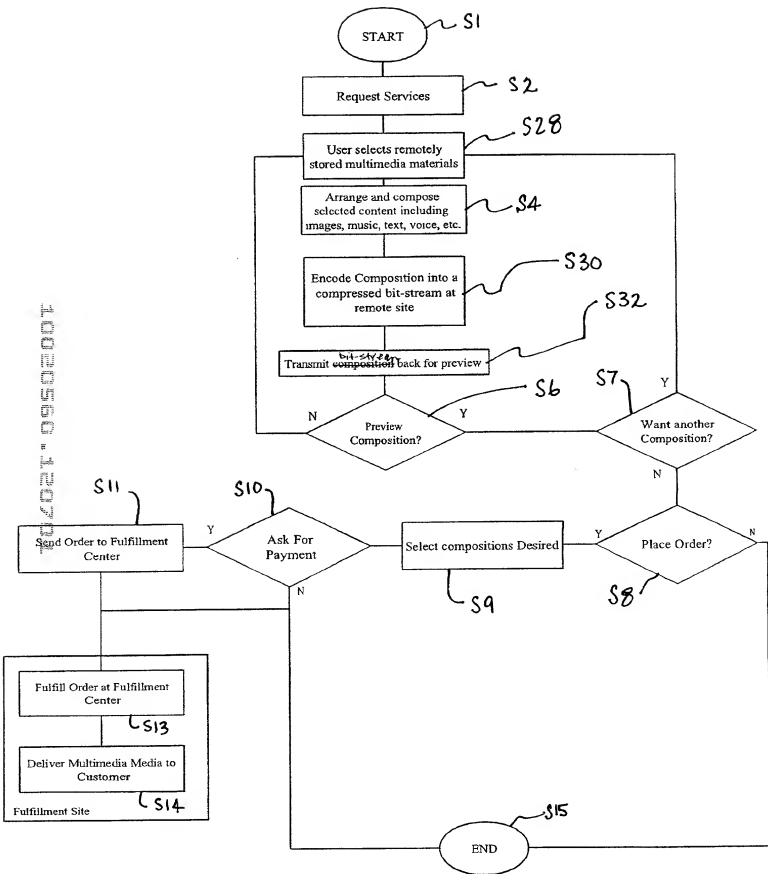 START
S1
Request Services
S2
User selects remotely
stored multimedia materials
S28
Arrange and compose
selected content including
images, music, text, voice, etc.
S4
Encode Composition into a
compressed bit-stream at
remote site
S30
S32
bit-stream
Transmit composition back for preview
N
Preview
Composition?
Y
S6
S7
Y
Want another
Composition?
N
S11
S10
Send Order to Fulfillment
Center
Y
Ask For
Payment
N
Select compositions Desired
S9
Y
Place Order?
N
S8
Fulfill Order at Fulfillment
Center
S13
Deliver Multimedia Media to
Customer
S14
Fulfillment Site
END
S15